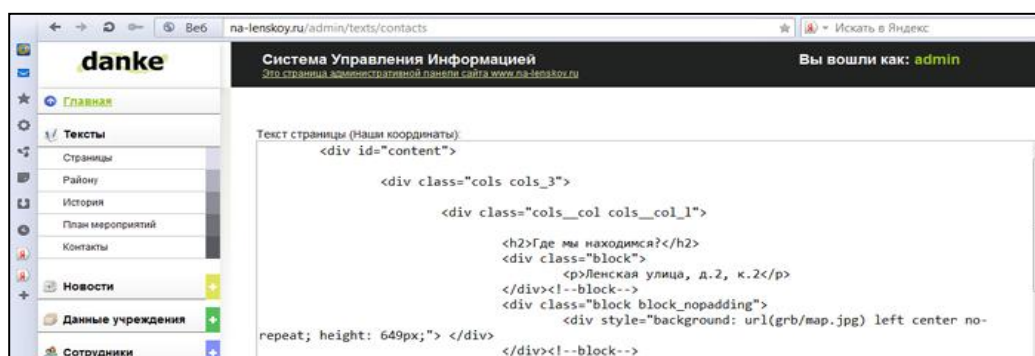 Веб
na-lenskoy.ru/admin/texts/contacts
Искать в Яндекс
danke
Система Управления Информацией
Это страница административной панели сайта www.na-lenskoy.ru
Вы вошли как: admin
Главная
Тексты
Страницы
Району
История
План мероприятий
Контакты
Новости
Данные учреждения
Сотрудники
Текст страницы (Наши координаты):
<div id="content">
<div class="cols cols_3">
<div class="cols__col cols__col_1">
<h2>Где мы находимся?</h2>
<div class="block">
<p>Ленская улица, д.2, к.2</p>
</div><!--block-->
<div class="block block_nopadding">
<div style="background: url(grb/map.jpg) left center no-
repeat; height: 649px;"> </div>
</div><!--block-->